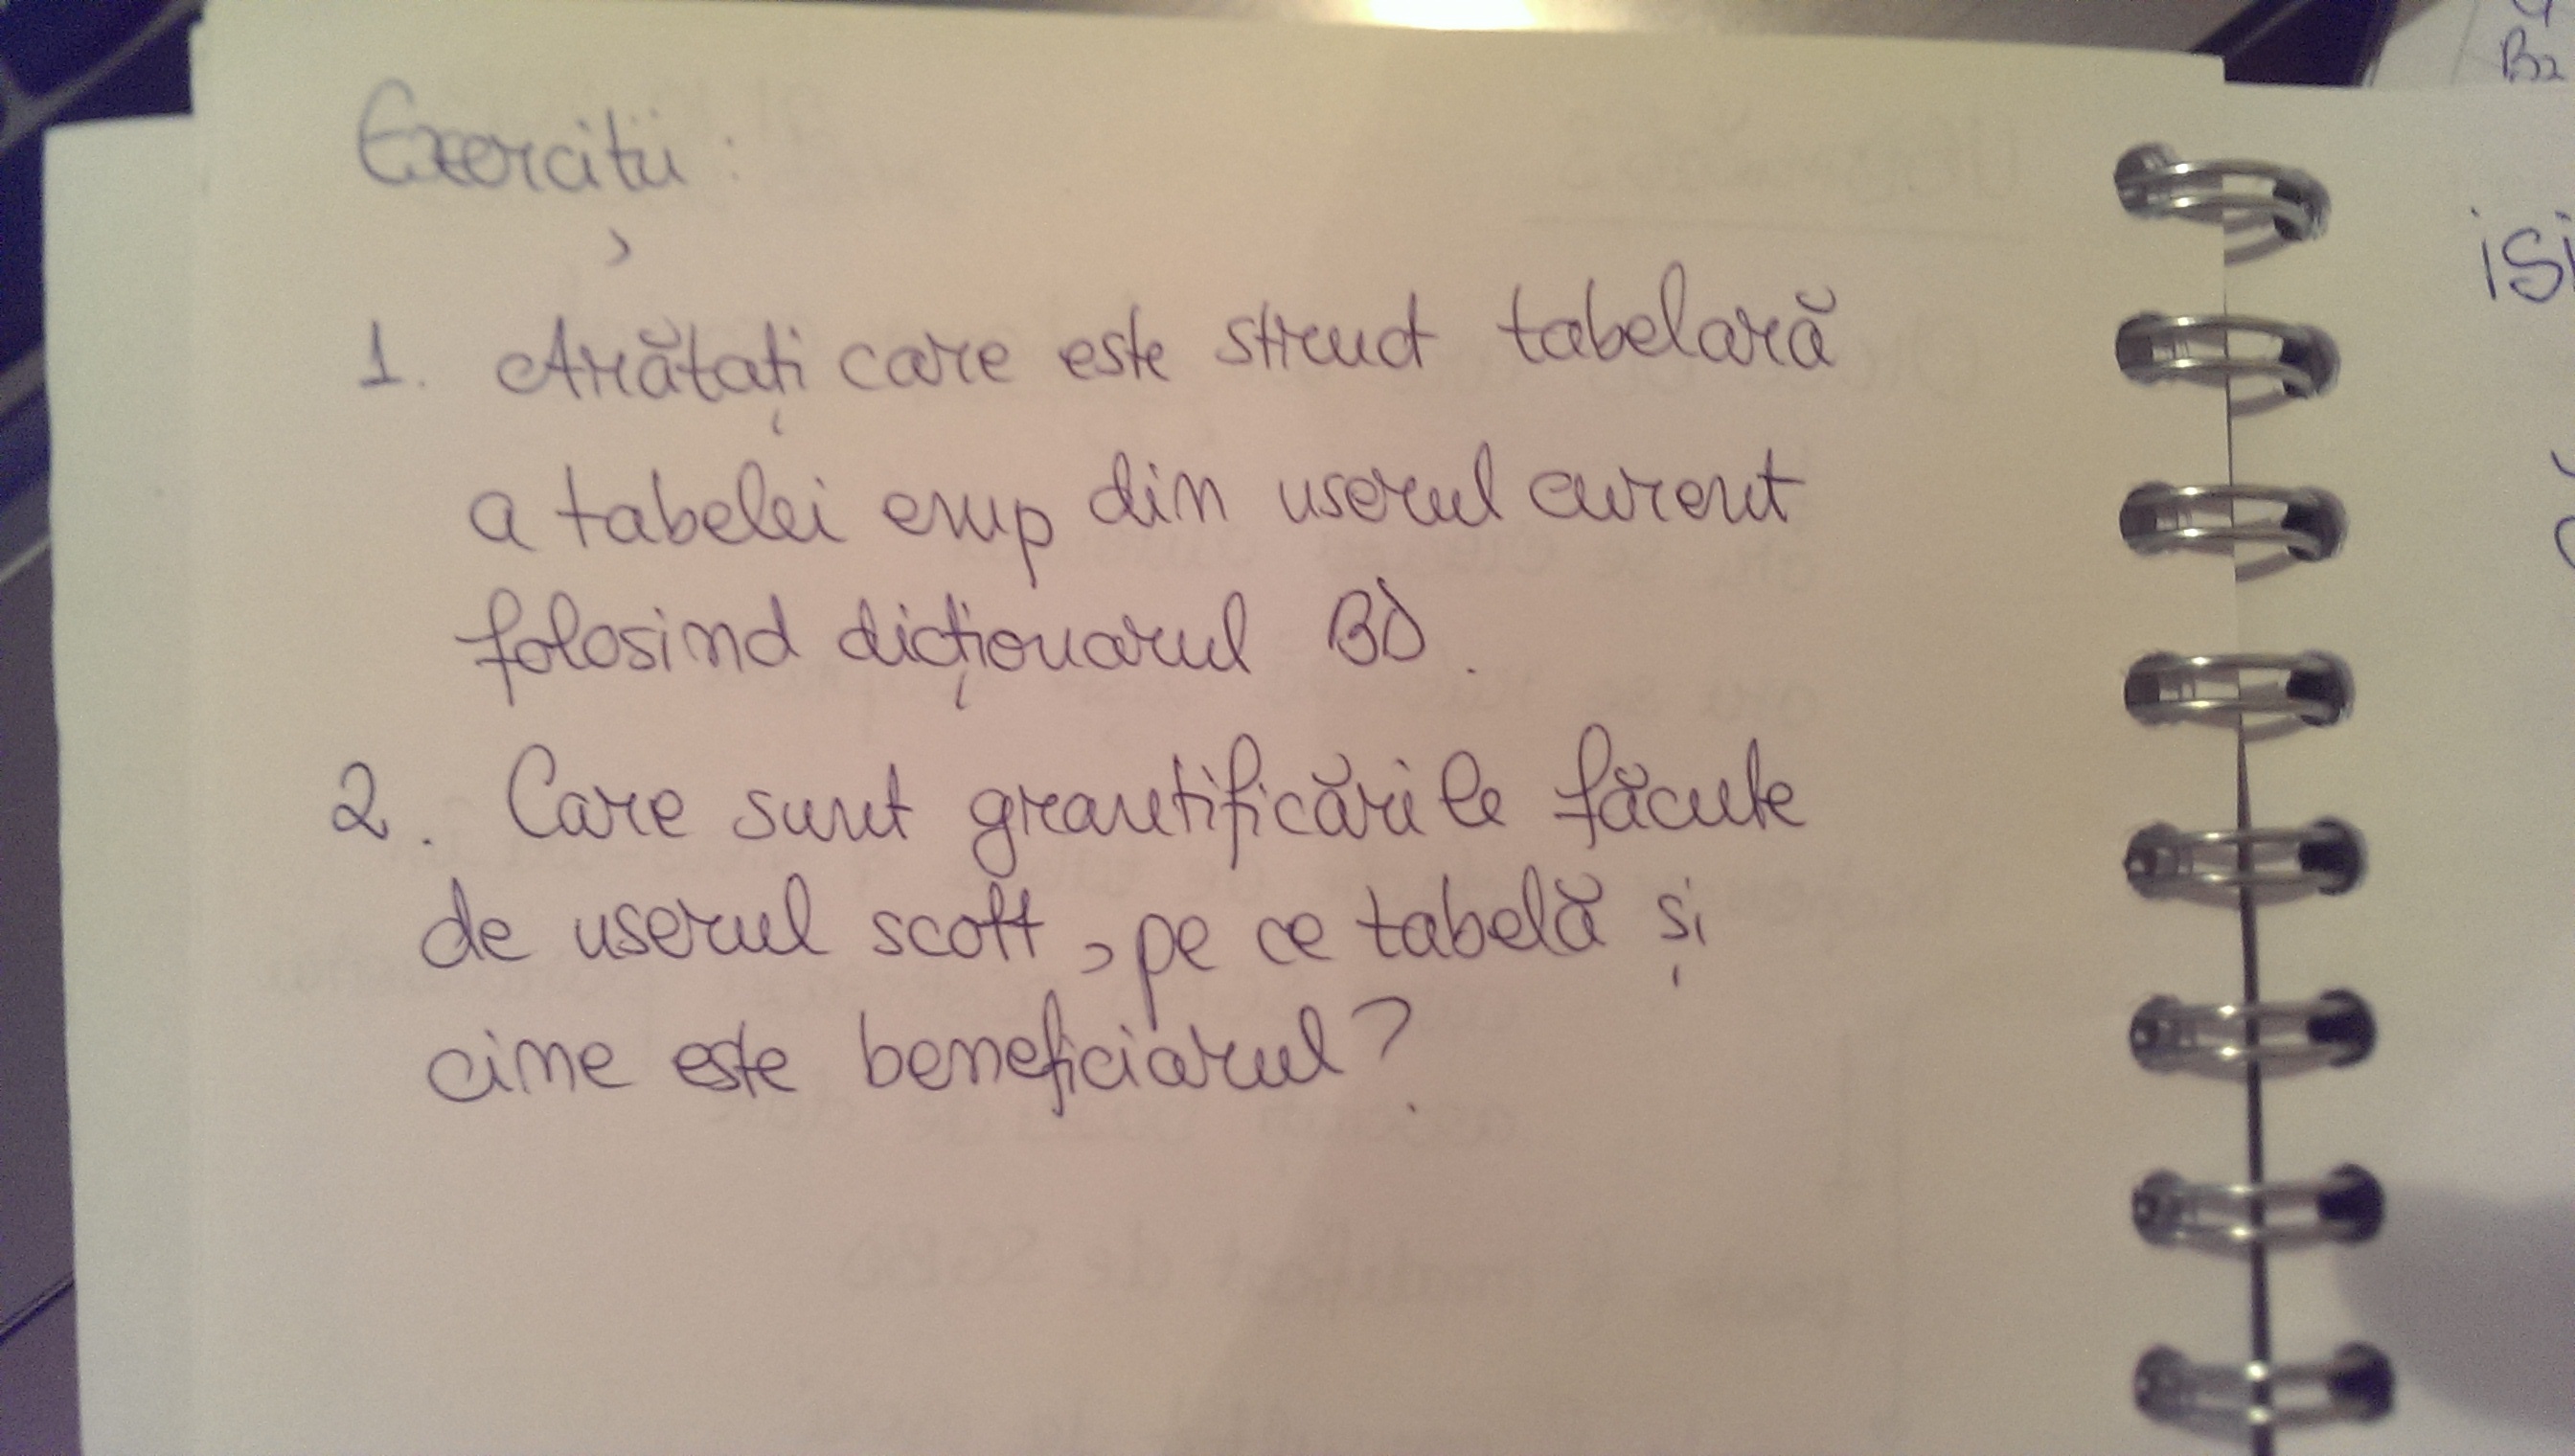 Exerciții :
1. Arătați care este struct tabelară
a tabelei emp din userul curent
folosind dicționarul BD.
2. Care sunt grantificările făcute
de userul scott, pe ce tabelă și
cine este beneficiarul?
B2
isi